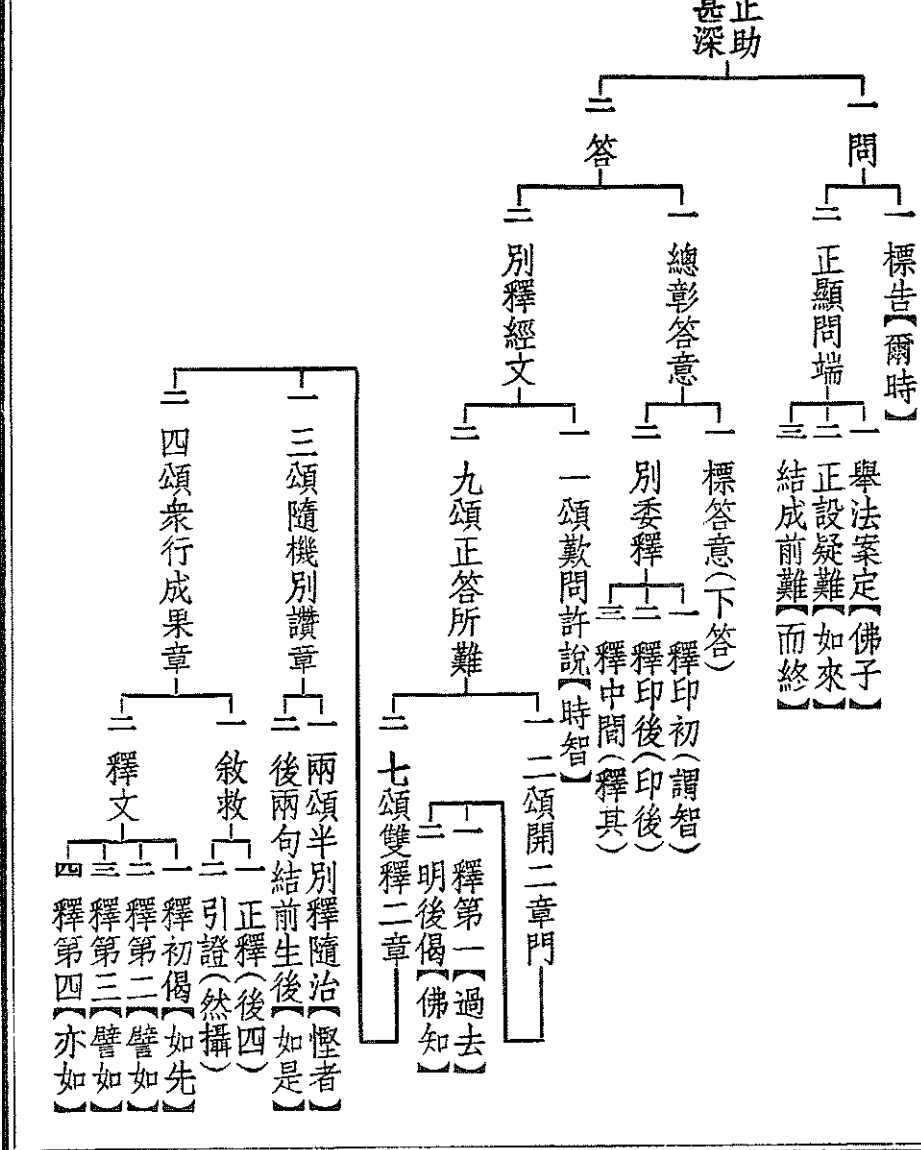 正助
甚深
一 問
一 標告【爾時】
二 正顯問端
一 舉法案定【佛子】
二 正設疑難【如來】
三 結成前難【而終】
二 答
一 總彰答意
一 標答意(下答)
二 別委釋
一 釋印初(謂智)
二 釋印後(印後)
三 釋中間(釋其)
二 別釋經文
一 一頌歎問許說【時智】
二 九頌正答所難
一 二頌開二章門
一 釋第一【過去】
二 明後偈【佛知】
二 七頌雙釋二章
一 三頌隨機別讚章
一 兩頌半別釋隨治【慳者】
二 後兩句結前生後【如是】
二 四頌衆行成果章
一 敘救
一 正釋(後四)
二 引證(然攝)
二 釋文
一 釋初偈【如先】
二 釋第二【譬如】
三 釋第三【譬如】
四 釋第四【亦如】